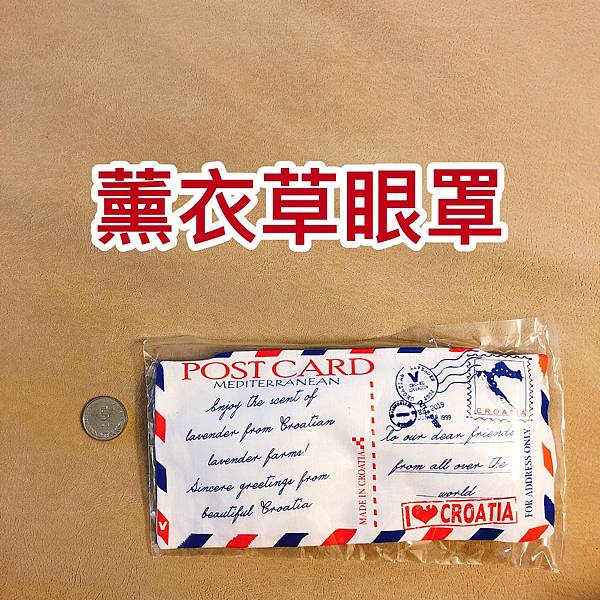 薰衣草眼罩
POST CARD
MEDITERRANEAN
Enjoy the scent of
lavender from Croatian
lavender farms!
Sincere greetings from
beautiful Croatia
MADE IN CROATIA
CROATIA
To our dear friends
from all over the
world
I CROATIA
FOR ADDRESS ONLY